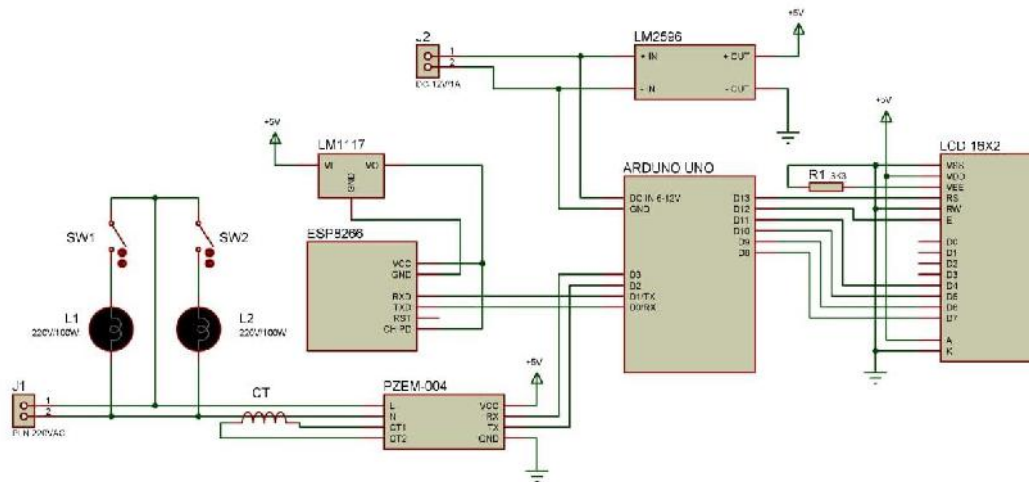 +5V
J2
1
2
DC 12V/1A
LM2596
+ IN
- IN
+ OUT
- OUT
+5V
+5V
LM1117
VI
VO
GND
ARDUNO UNO
DC IN 6-12V
GND
D3
D2
D1/TX
D0/RX
D13
D12
D11
D10
D9
D8
R1
3K3
LCD 16X2
VSS
VDD
VEE
RS
RW
E
D0
D1
D2
D3
D4
D5
D6
D7
A
K
SW1
SW2
ESP8266
VCC
GND
RXD
TXD
RST
CH PD
L1
220V/100W
L2
220V/100W
J1
1
2
PLN 220VAC
CT
PZEM-004
L
N
CT1
CT2
VCC
RX
TX
GND
+5V